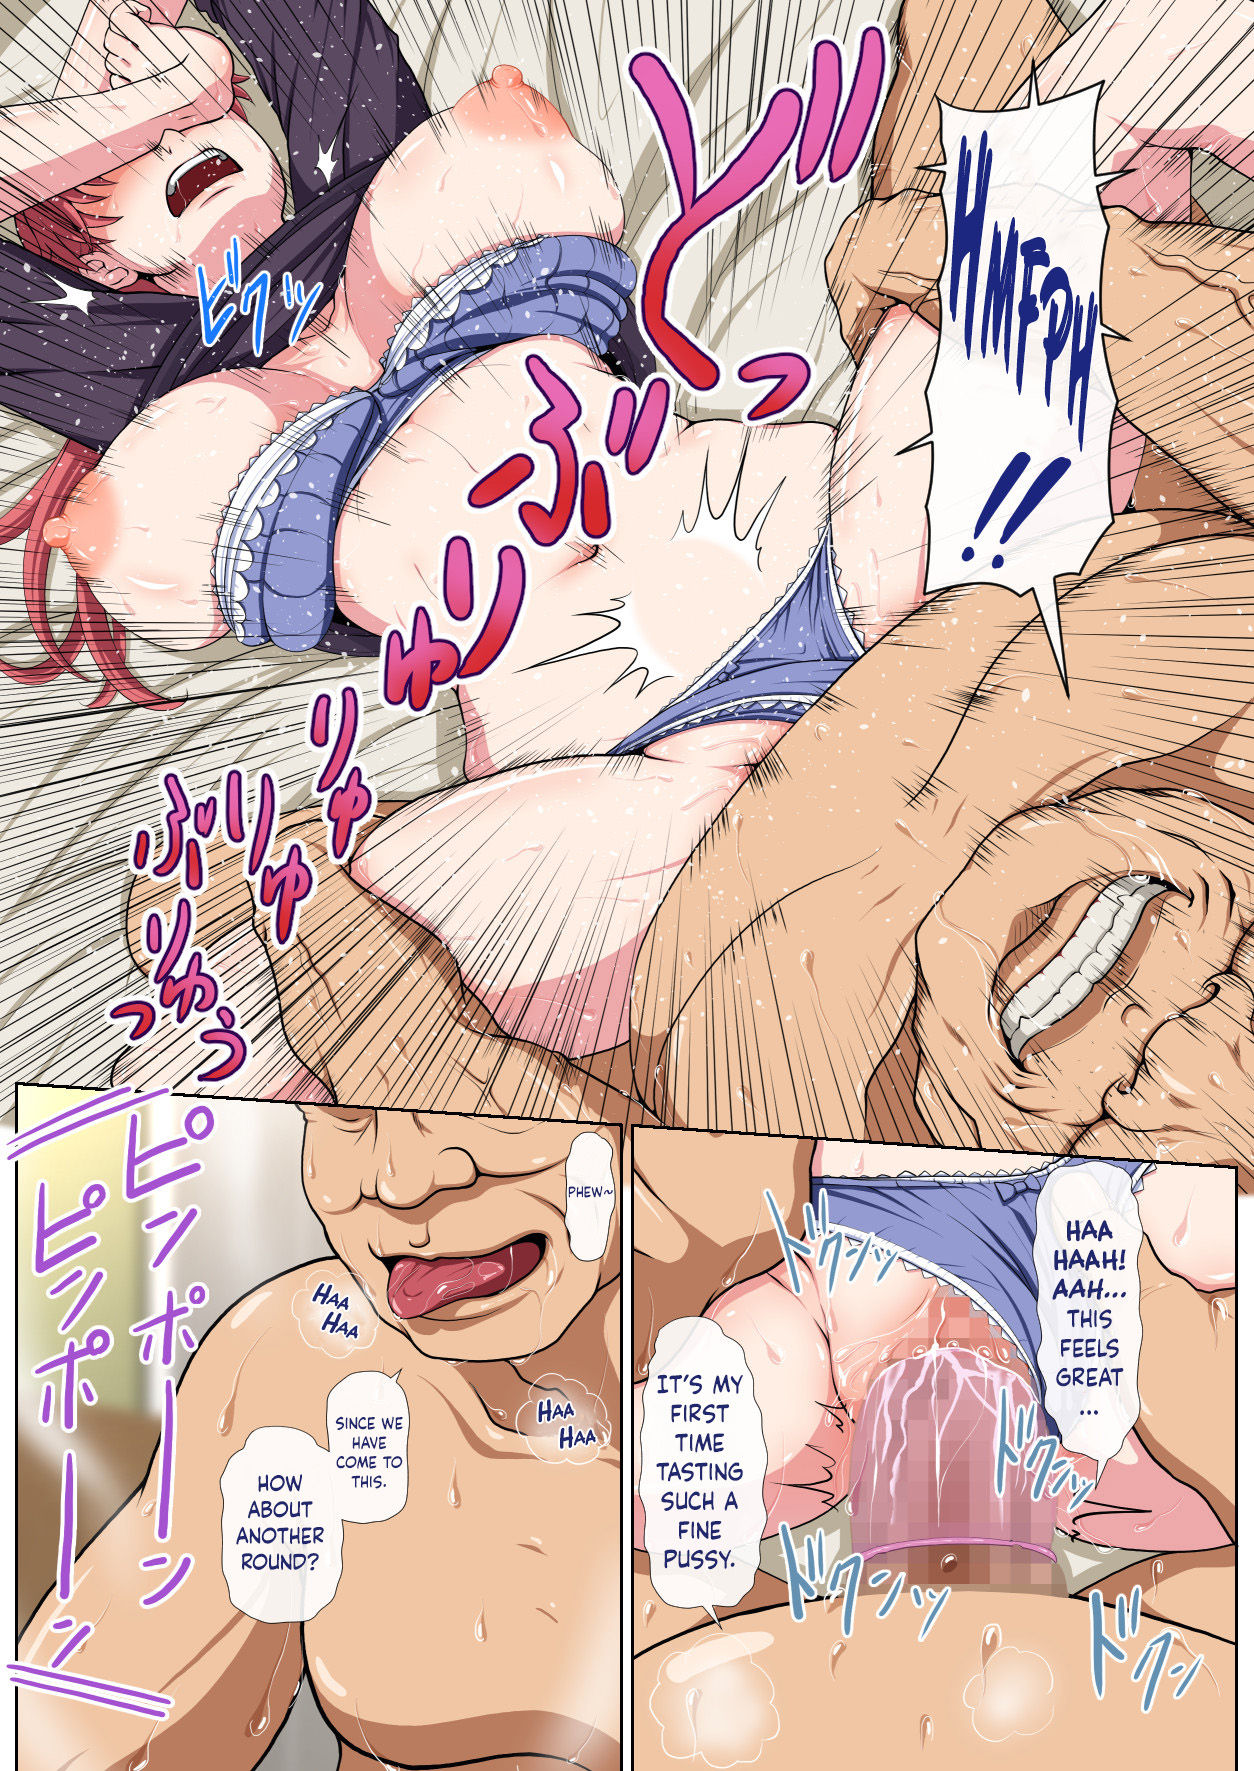 HMFPH
!!
どっ
ぶ
りゅ
りゅ
りゅ
ぶりゅうっ
ビクッッ
HAA
HAAH!
AAH...
THIS
FEELS
GREAT
...
IT'S MY
FIRST
TIME
TASTING
SUCH A
FINE
PUSSY.
ドクンッ
ドクンッ
ドクンッ
ドクン
PHEW~
HAA
HAA
HAA
HAA
SINCE WE
HAVE
COME TO
THIS.
HOW
ABOUT
ANOTHER
ROUND?
ピンポーン
ピンポーン